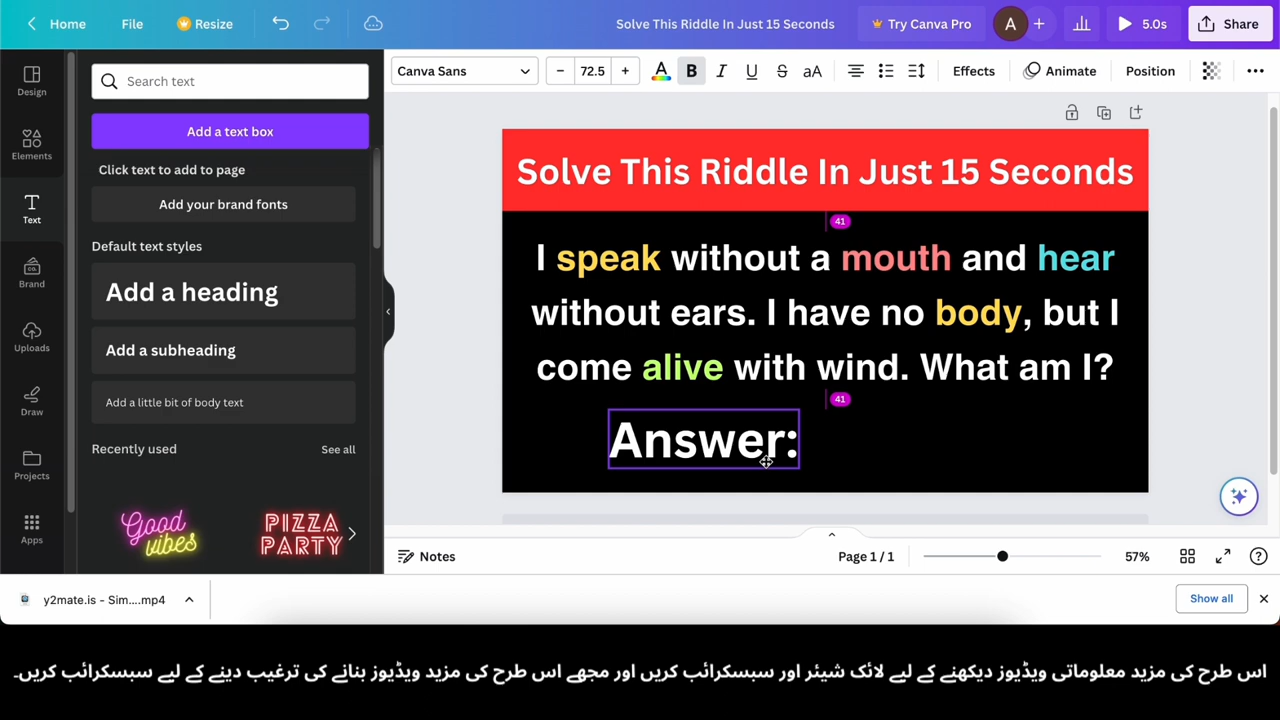 Home File Resize Solve This Riddle In Just 15 Seconds Try Canva Pro A 5.0s Share
Design
Elements
Text
Brand
Uploads
Draw
Projects
Apps
Search text
Add a text box
Click text to add to page
Add your brand fonts
Default text styles
Add a heading
Add a subheading
Add a little bit of body text
Recently used See all
Good vibes
PIZZA PARTY
Canva Sans – 72.5 + A B I U S aA Effects Animate Position
Solve This Riddle In Just 15 Seconds
41
I speak without a mouth and hear
without ears. I have no body, but I
come alive with wind. What am I?
41
Answer:
Notes Page 1 / 1 57%
y2mate.is - Sim....mp4 Show all
اس طرح کی مزید معلوماتی ویڈیوز دیکھنے کے لیے لائک شیئر اور سبسکرائب کریں اور مجھے اس طرح کی مزید ویڈیوز بنانے کی ترغیب دینے کے لیے سبسکرائب کریں۔